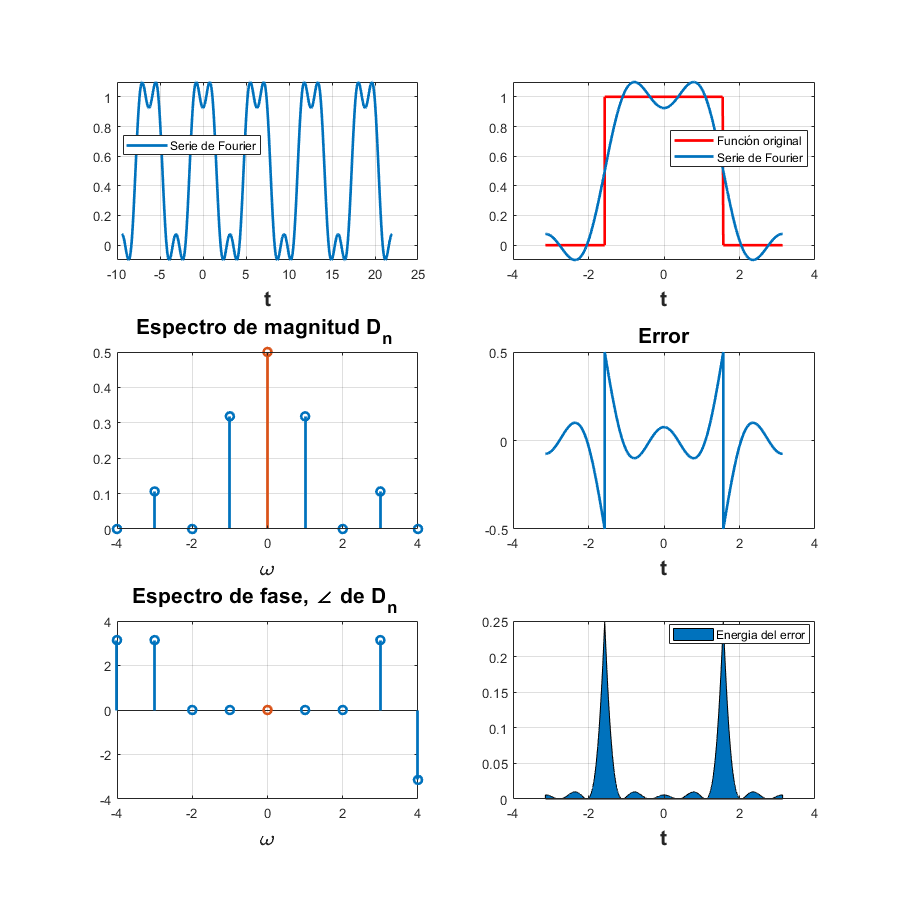 1
0.8
0.6
0.4
0.2
0
Serie de Fourier
-10 -5 0 5 10 15 20 25
t
1
0.8
0.6
0.4
0.2
0
Función original
Serie de Fourier
-4 -2 0 2 4
t
Espectro de magnitud Dn
0.5
0.4
0.3
0.2
0.1
0
-4 -2 0 2 4
ω
Error
0.5
0
-0.5
-4 -2 0 2 4
t
Espectro de fase, ∠ de Dn
4
2
0
-2
-4
-4 -2 0 2 4
ω
0.25
0.2
0.15
0.1
0.05
0
Energia del error
-4 -2 0 2 4
t